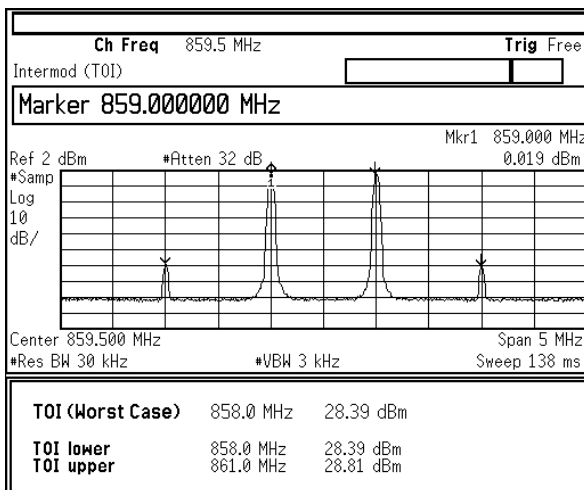 Ch Freq 859.5 MHz Trig Free
Intermod (TOI)
Marker 859.000000 MHz
Mkr1 859.000 MHz
Ref 2 dBm #Atten 32 dB 0.019 dBm
#Samp
Log
10
dB/
1
Center 859.500 MHz Span 5 MHz
#Res BW 30 kHz #VBW 3 kHz Sweep 138 ms
TOI (Worst Case) 858.0 MHz 28.39 dBm
TOI lower 858.0 MHz 28.39 dBm
TOI upper 861.0 MHz 28.81 dBm